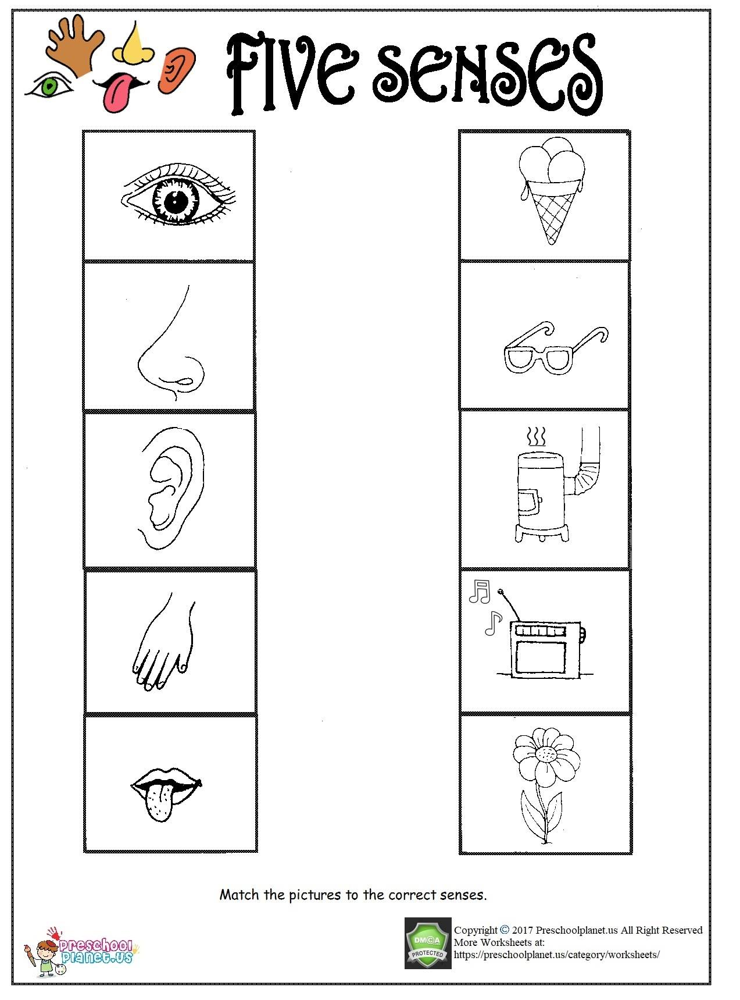 FIVE SENSES
Match the pictures to the correct senses.
preschool
planet.us
DMCA.com
PROTECTED
Copyright © 2017 Preschoolplanet.us All Right Reserved
More Worksheets at:
https://preschoolplanet.us/category/worksheets/